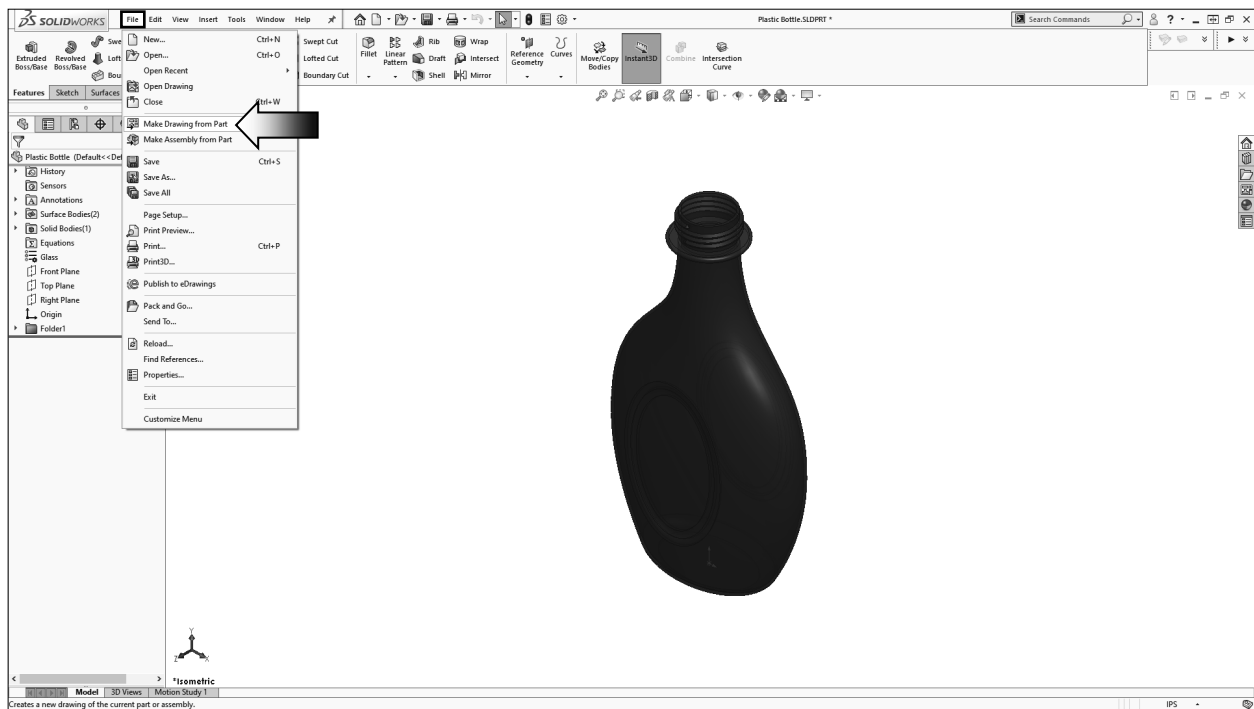 SOLIDWORKS File Edit View Insert Tools Window Help Plastic Bottle.SLDPRT * Search Commands ?
Extruded Boss/Base
Revolved Boss/Base
Swe
Loft
Bou
Swept Cut
Lofted Cut
Boundary Cut
Fillet
Linear Pattern
Rib
Draft
Shell
Wrap
Intersect
Mirror
Reference Geometry
Curves
Move/Copy Bodies
Instant3D
Combine
Intersection Curve
Features Sketch Surfaces
New... Ctrl+N
Open... Ctrl+O
Open Recent
Open Drawing
Close Ctrl+W
Make Drawing from Part
Make Assembly from Part
Save Ctrl+S
Save As...
Save All
Page Setup...
Print Preview...
Print... Ctrl+P
Print3D...
Publish to eDrawings
Pack and Go...
Send To...
Reload...
Find References...
Properties...
Exit
Customize Menu
Plastic Bottle (Default<<Def
History
Sensors
Annotations
Surface Bodies(2)
Solid Bodies(1)
Equations
Glass
Front Plane
Top Plane
Right Plane
Origin
Folder1
Y
Z X
*Isometric
Model 3D Views Motion Study 1
Creates a new drawing of the current part or assembly. IPS